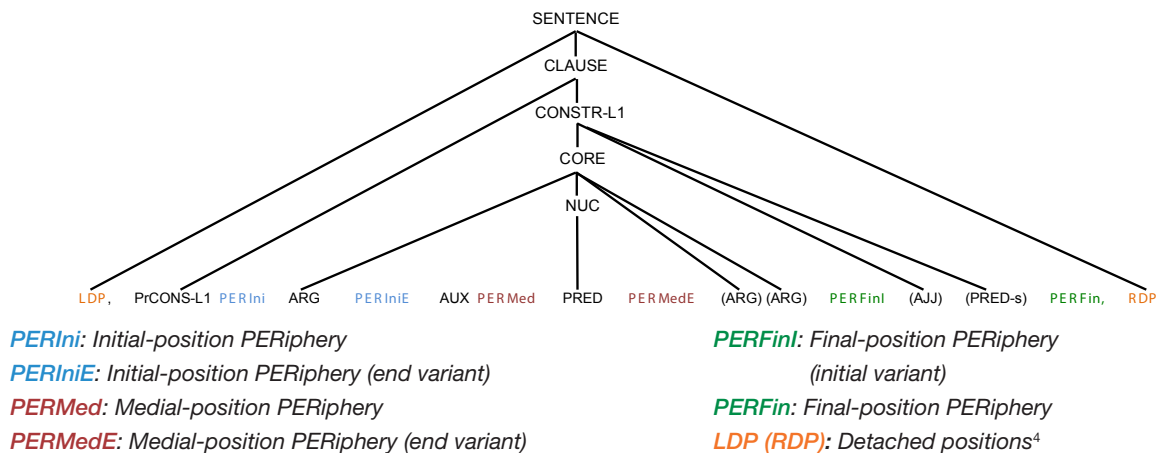 SENTENCE
CLAUSE
CONSTR-L1
CORE
NUC
LDP, PrCONS-L1 PERIni ARG PERIniE AUX PERMed PRED PERMedE (ARG) (ARG) PERFinI (AJJ) (PRED-s) PERFin, RDP
PERIni: Initial-position PERiphery
PERIniE: Initial-position PERiphery (end variant)
PERMed: Medial-position PERiphery
PERMedE: Medial-position PERiphery (end variant)
PERFinI: Final-position PERiphery
(initial variant)
PERFin: Final-position PERiphery
LDP (RDP): Detached positions⁴